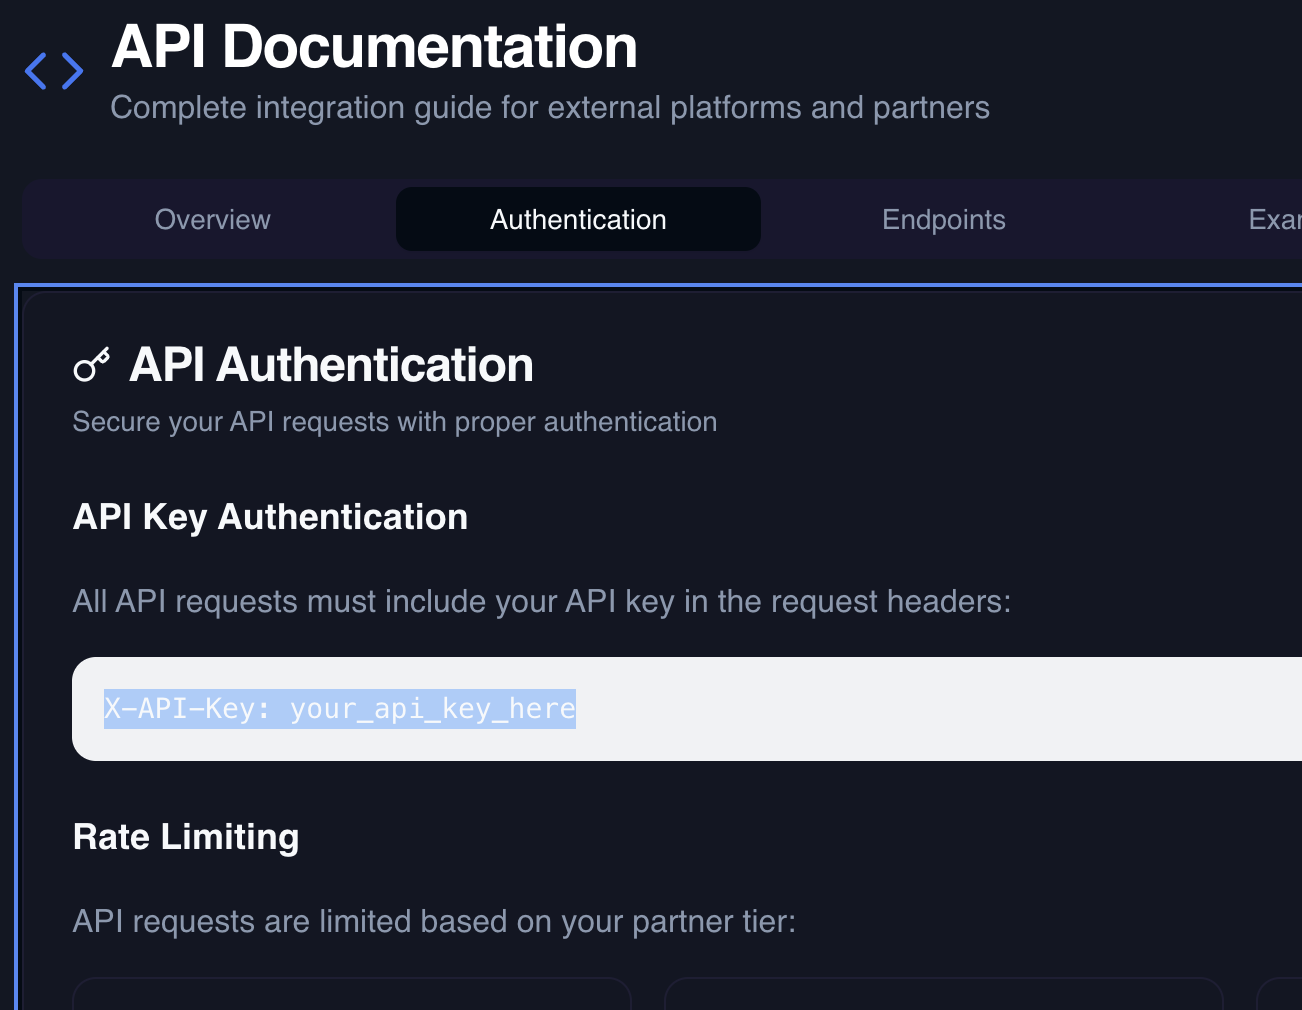 API Documentation
Complete integration guide for external platforms and partners
Overview
Authentication
Endpoints
API Authentication
Secure your API requests with proper authentication
API Key Authentication
All API requests must include your API key in the request headers:
X-API-Key: your_api_key_here
Rate Limiting
API requests are limited based on your partner tier: